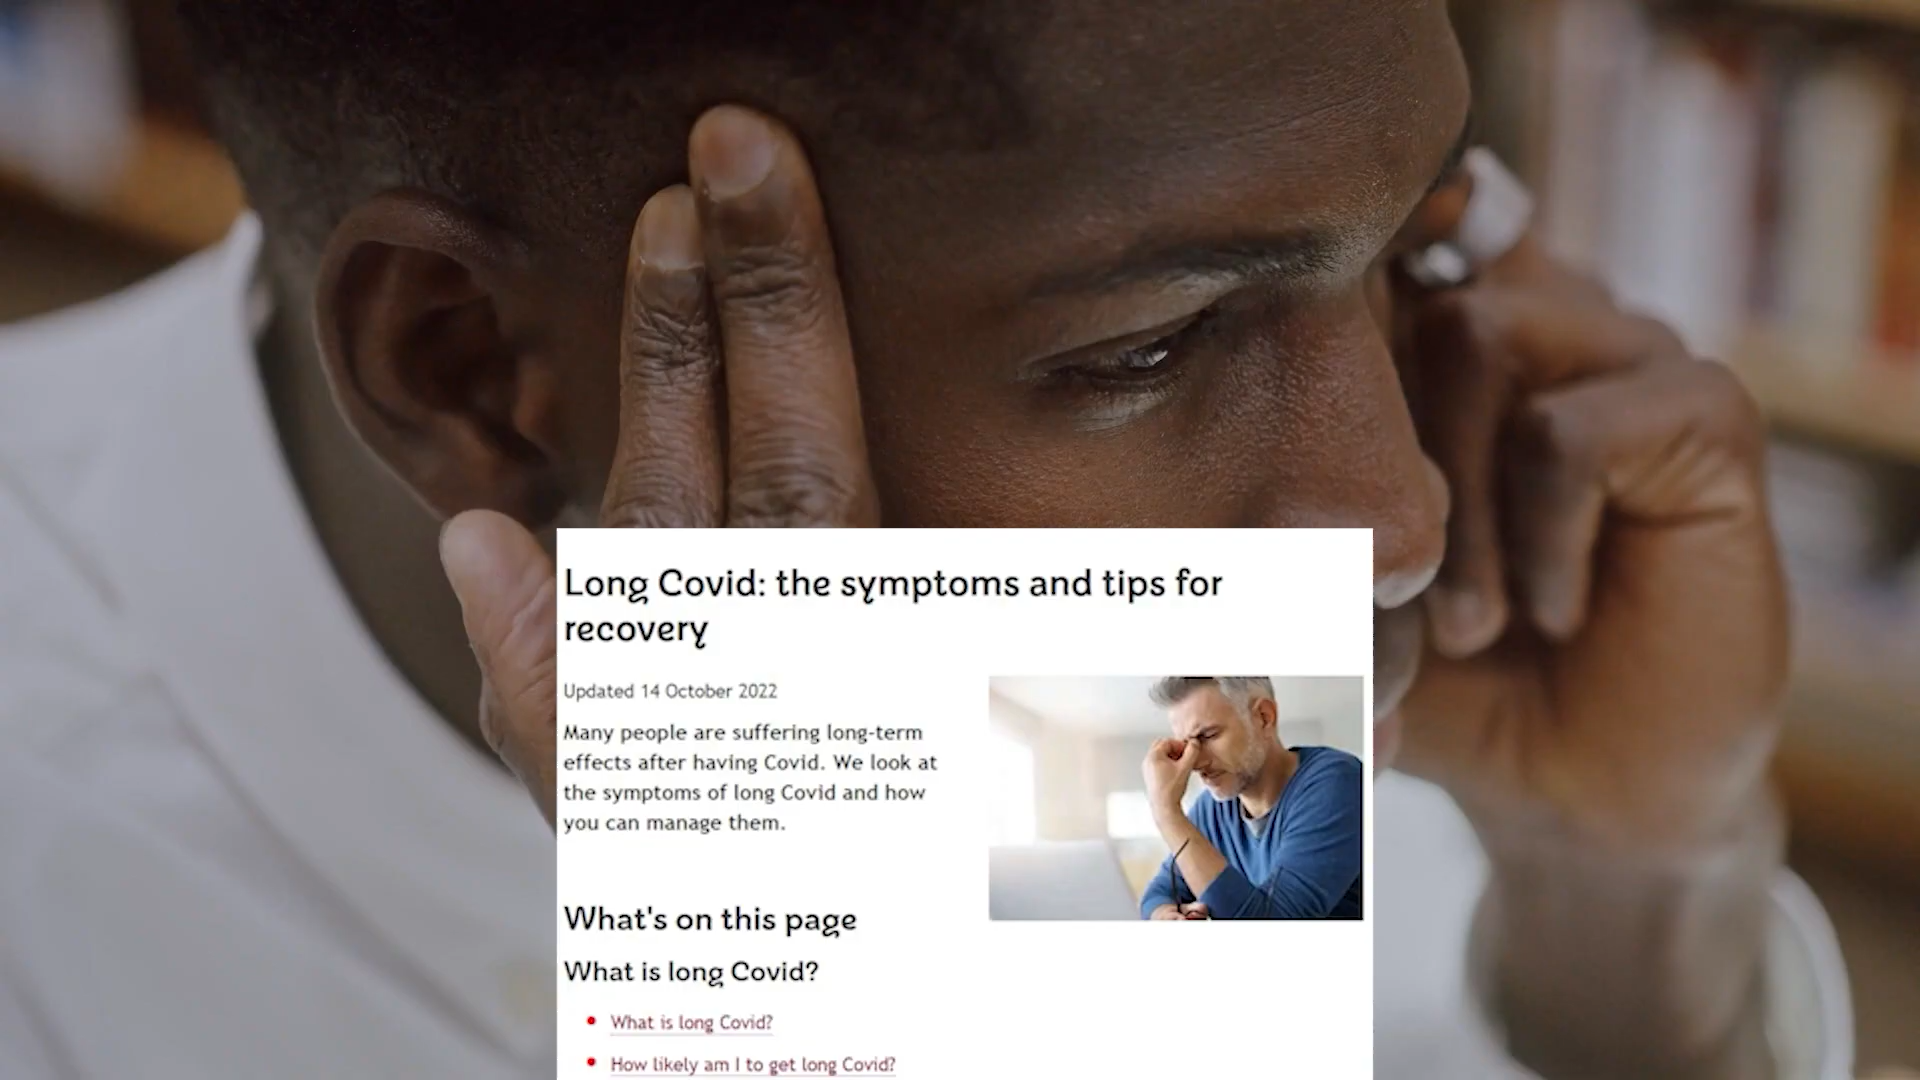 Long Covid: the symptoms and tips for
recovery
Updated 14 October 2022
Many people are suffering long-term
effects after having Covid. We look at
the symptoms of long Covid and how
you can manage them.
What's on this page
What is long Covid?
What is long Covid?
How likely am I to get long Covid?